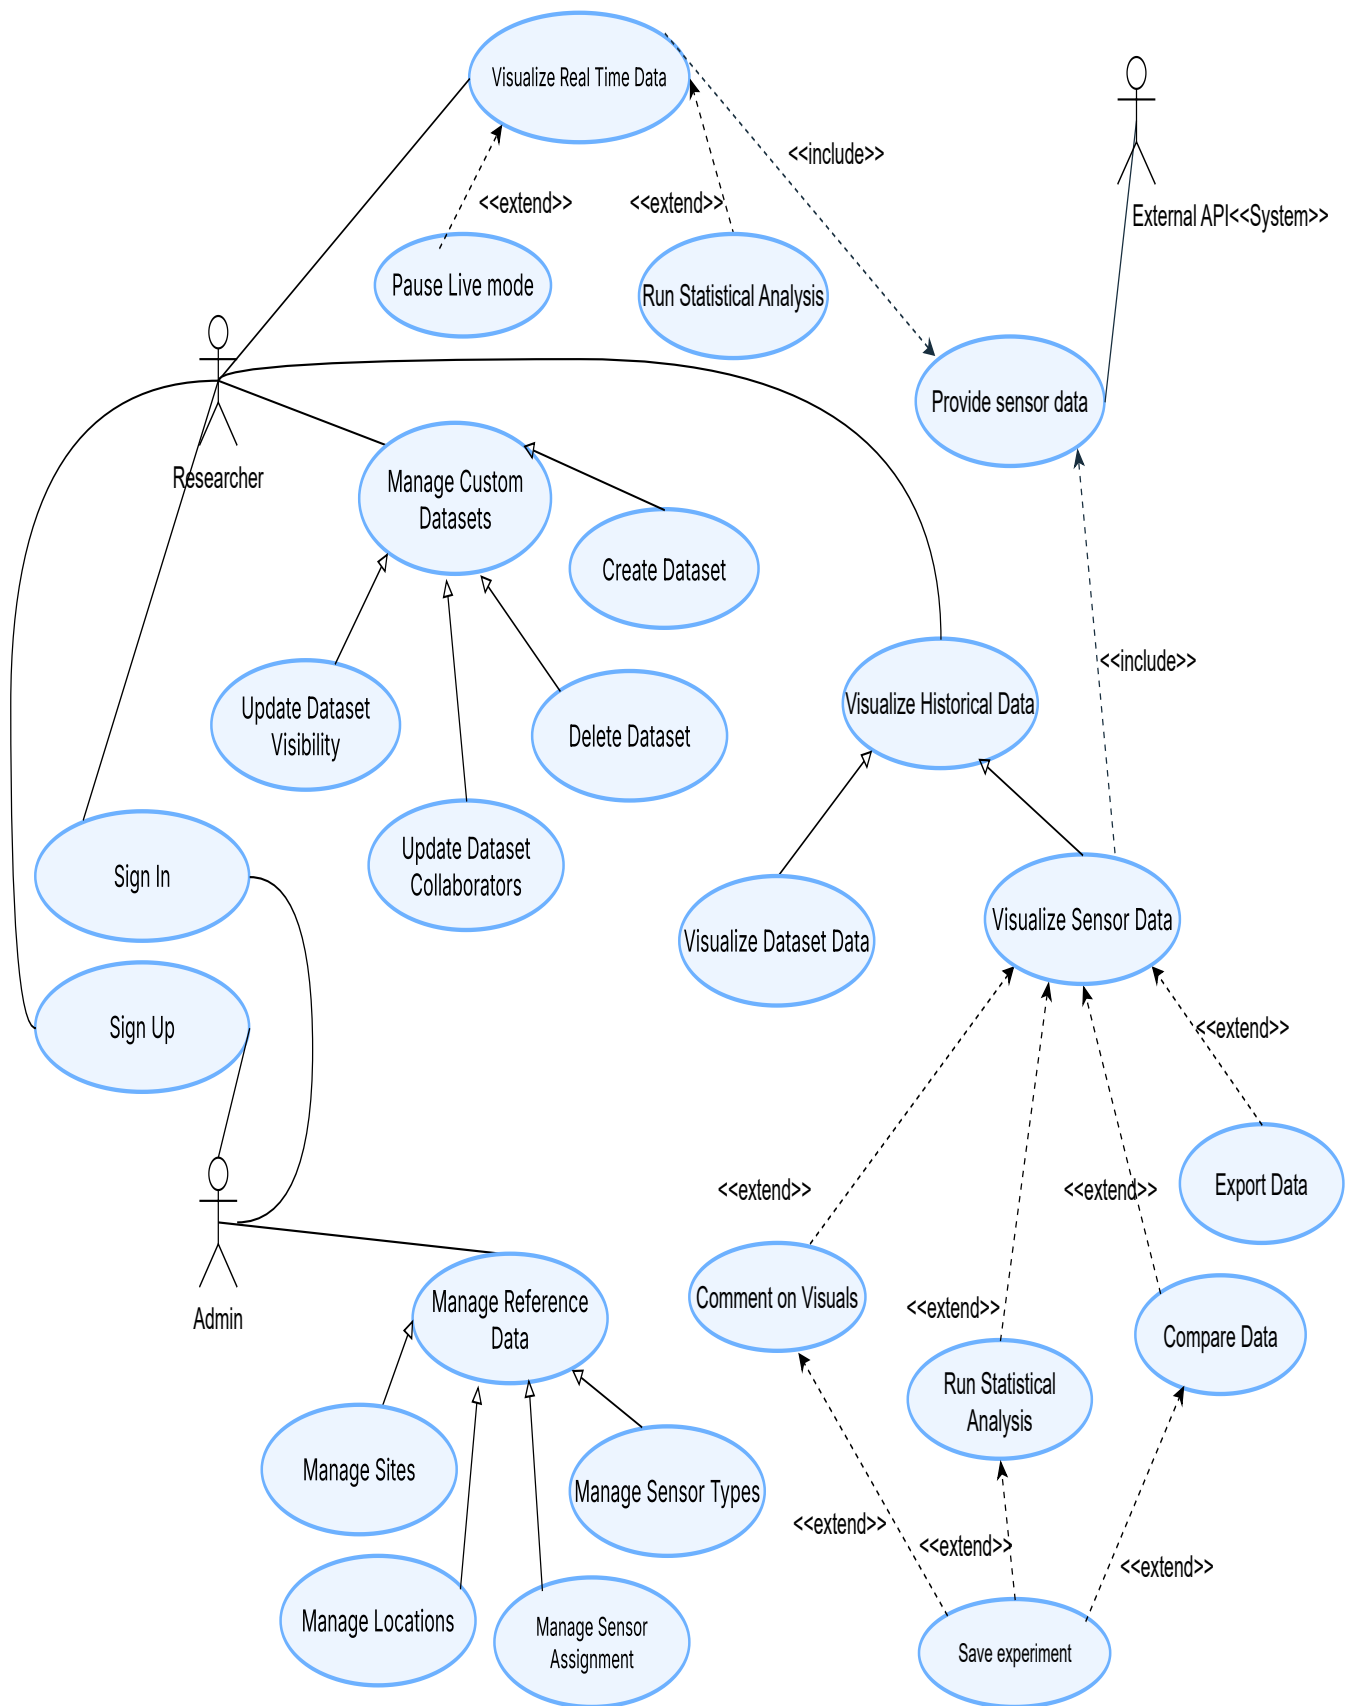 Visualize Real Time Data
<<include>>
<<extend>>
<<extend>>
External API<<System>>
Pause Live mode
Run Statistical Analysis
Provide sensor data
Researcher
Manage Custom
Datasets
Create Dataset
<<include>>
Update Dataset
Visibility
Delete Dataset
Visualize Historical Data
Update Dataset
Collaborators
Sign In
Visualize Dataset Data
Visualize Sensor Data
Sign Up
<<extend>>
<<extend>>
<<extend>>
Export Data
Admin
Manage Reference
Data
Comment on Visuals
<<extend>>
Compare Data
Run Statistical
Analysis
Manage Sites
Manage Sensor Types
<<extend>>
<<extend>>
<<extend>>
Manage Locations
Manage Sensor
Assignment
Save experiment